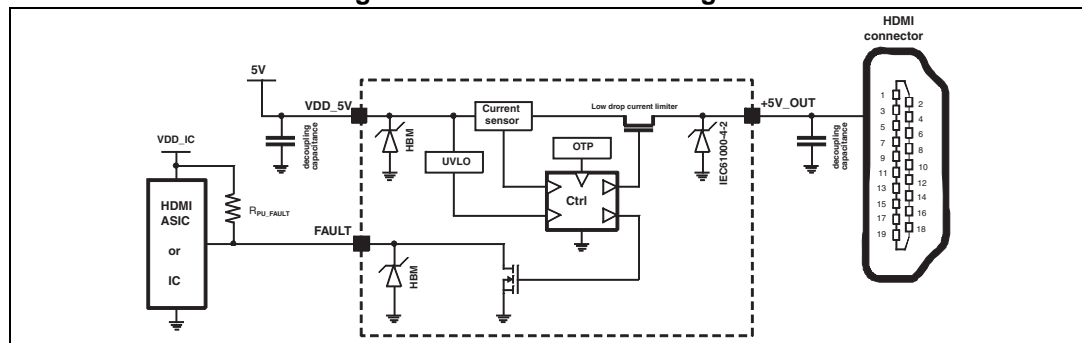 HDMI
connector
5V
VDD_5V
Current
sensor
Low drop current limiter
+5V_OUT
decoupling
capacitance
HBM
UVLO
OTP
IEC61000-4-2
decoupling
capacitance
VDD_IC
HDMI
ASIC
or
IC
RPU_FAULT
FAULT
Ctrl
HBM
1
2
3
4
5
6
7
8
9
10
11
12
13
14
15
16
17
18
19